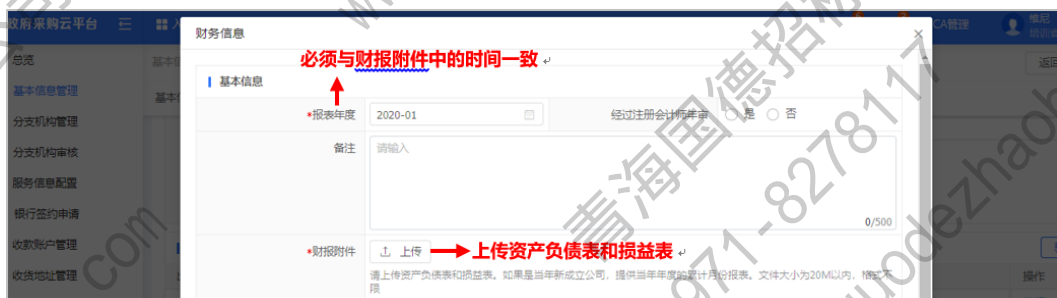 政府采购云平台
CA管理
维尼
财务信息
总览
必须与财报附件中的时间一致
返回
基本信息管理
基本信息
分支机构管理
*报表年度
2020-01
经过注册会计师年审
是
否
分支机构审核
备注
请输入
服务信息配置
银行签约申请
0/500
收款账户管理
*财报附件
上传
上传资产负债表和损益表
收货地址管理
请上传资产负债表和损益表。如果是当年新成立公司，提供当年年度的累计月份报表。文件大小为20M以内，格式不
限
操作
青海国德招标
971-82781
com